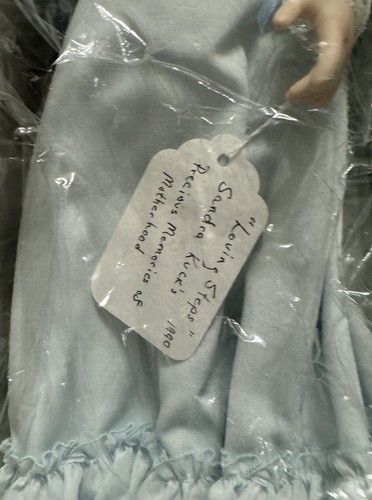 "Loving Steps" 1990
Sandra Kuck's
Precious Memories of
Motherhood